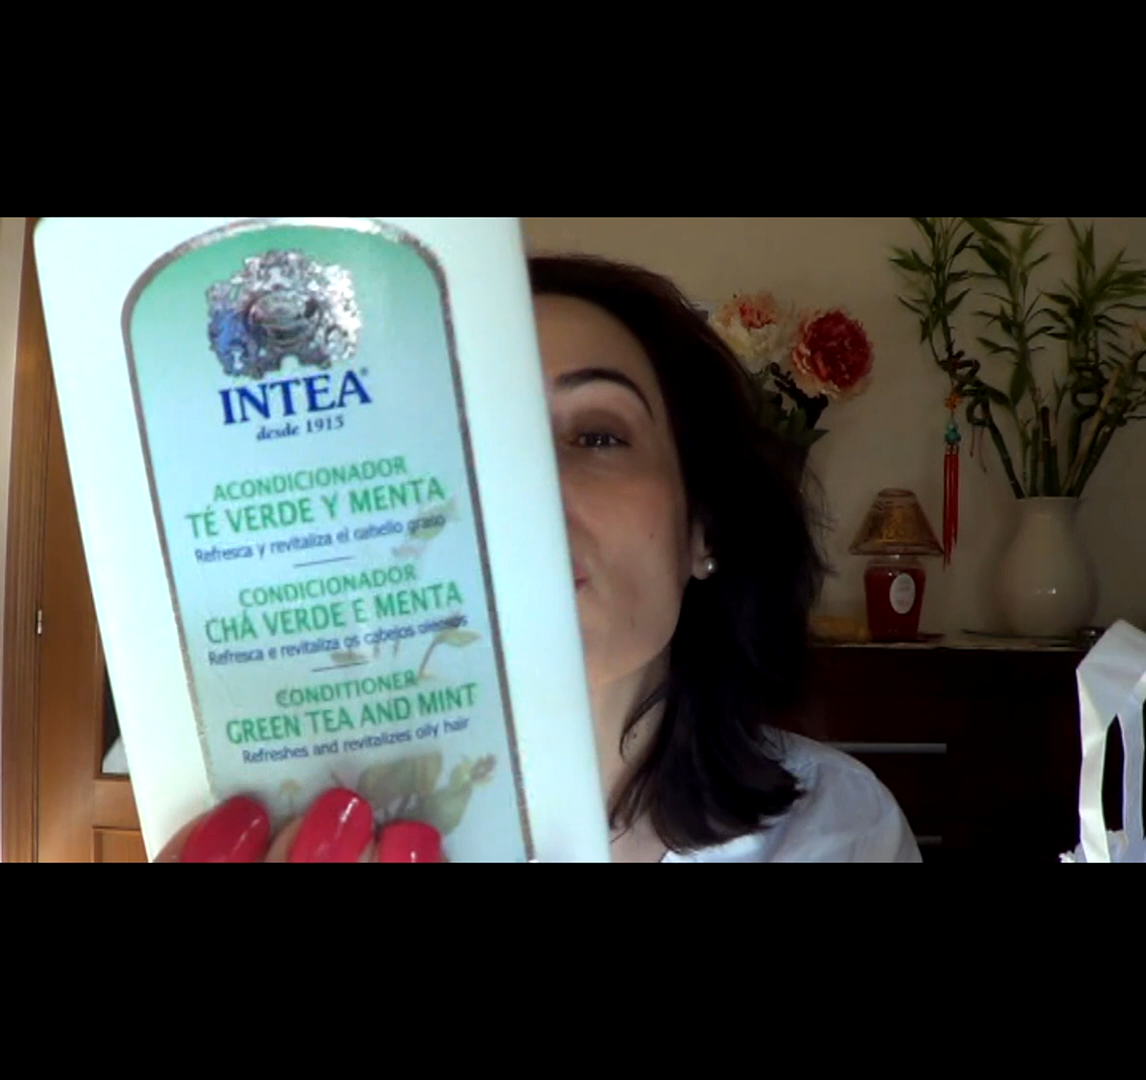 INTEA®
desde 1915
ACONDICIONADOR
TÉ VERDE Y MENTA
Refresca y revitaliza el cabello graso
CONDICIONADOR
CHÁ VERDE E MENTA
Refresca e revitaliza os cabelos oleosos
CONDITIONER
GREEN TEA AND MINT
Refreshes and revitalizes oily hair